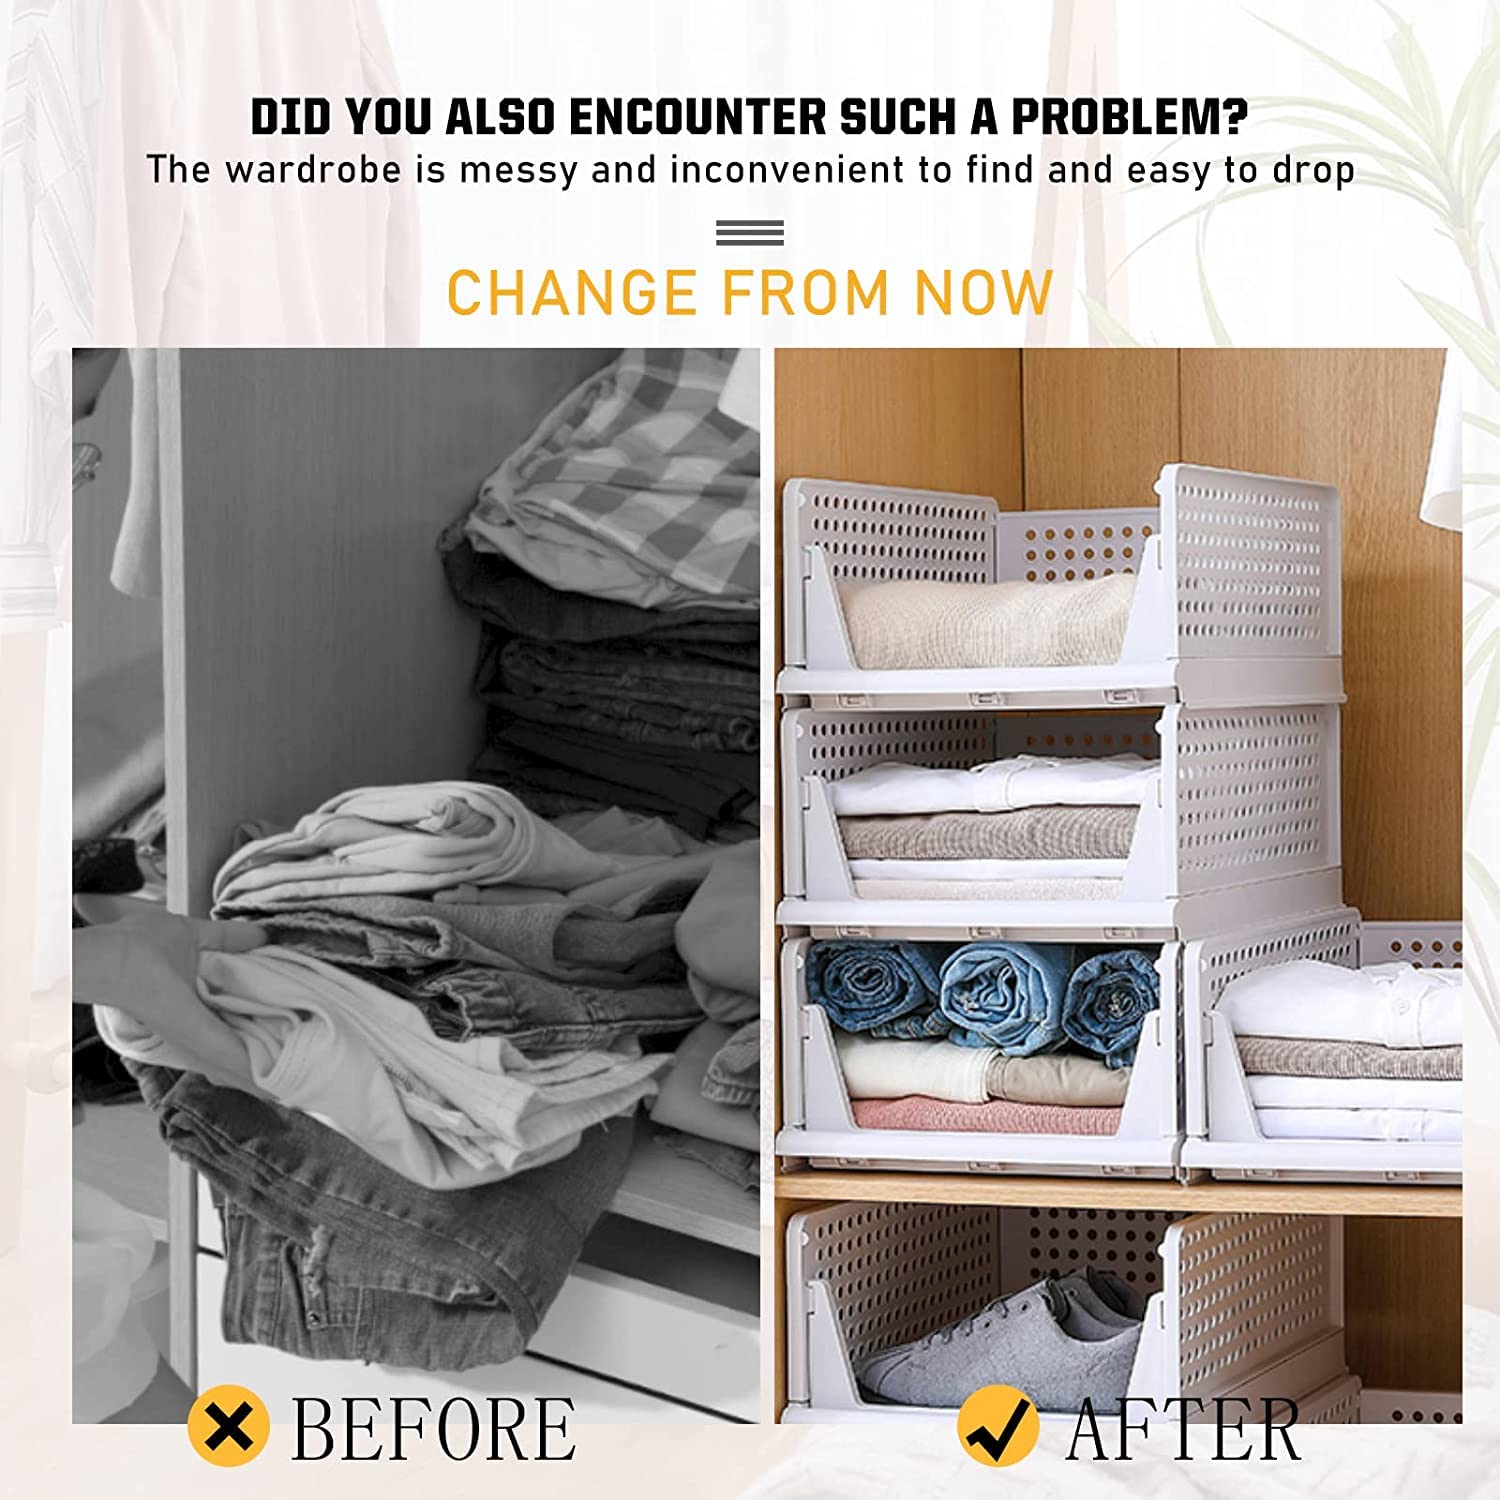 DID YOU ALSO ENCOUNTER SUCH A PROBLEM?
The wardrobe is messy and inconvenient to find and easy to drop
CHANGE FROM NOW
BEFORE
AFTER